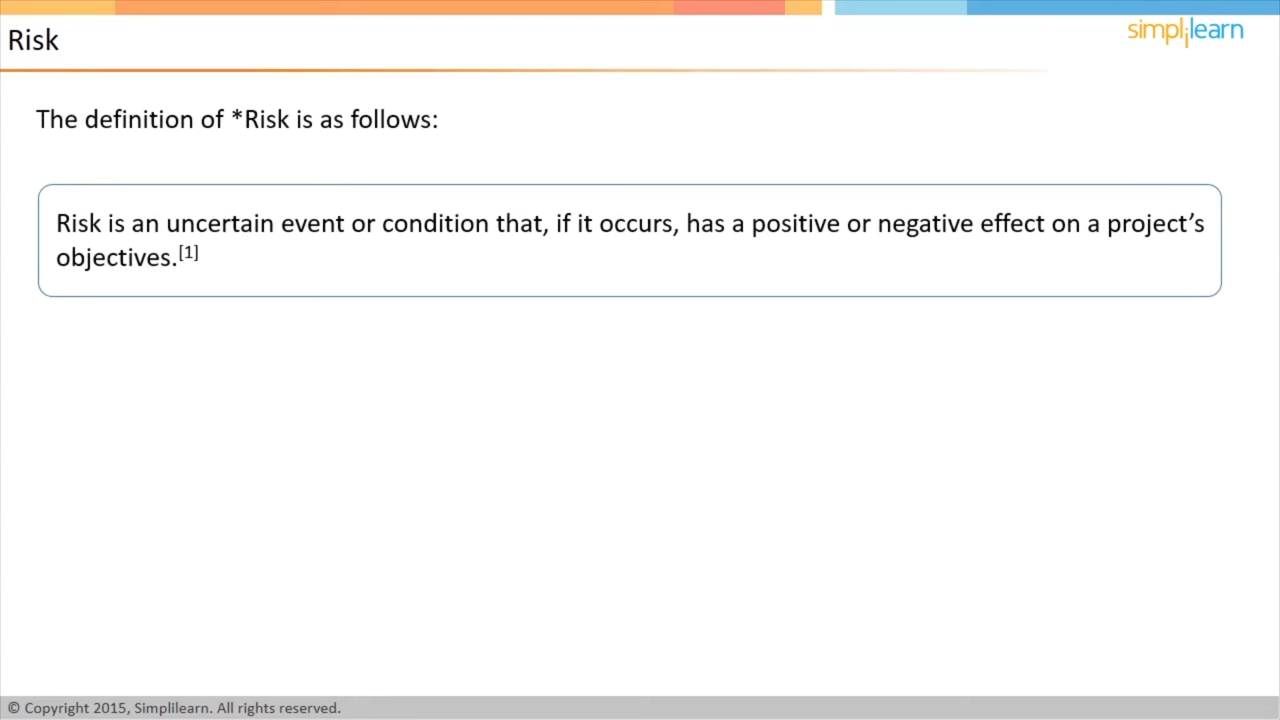 Risk
simplilearn
The definition of *Risk is as follows:
Risk is an uncertain event or condition that, if it occurs, has a positive or negative effect on a project’s
objectives.[1]
© Copyright 2015, Simplilearn. All rights reserved.